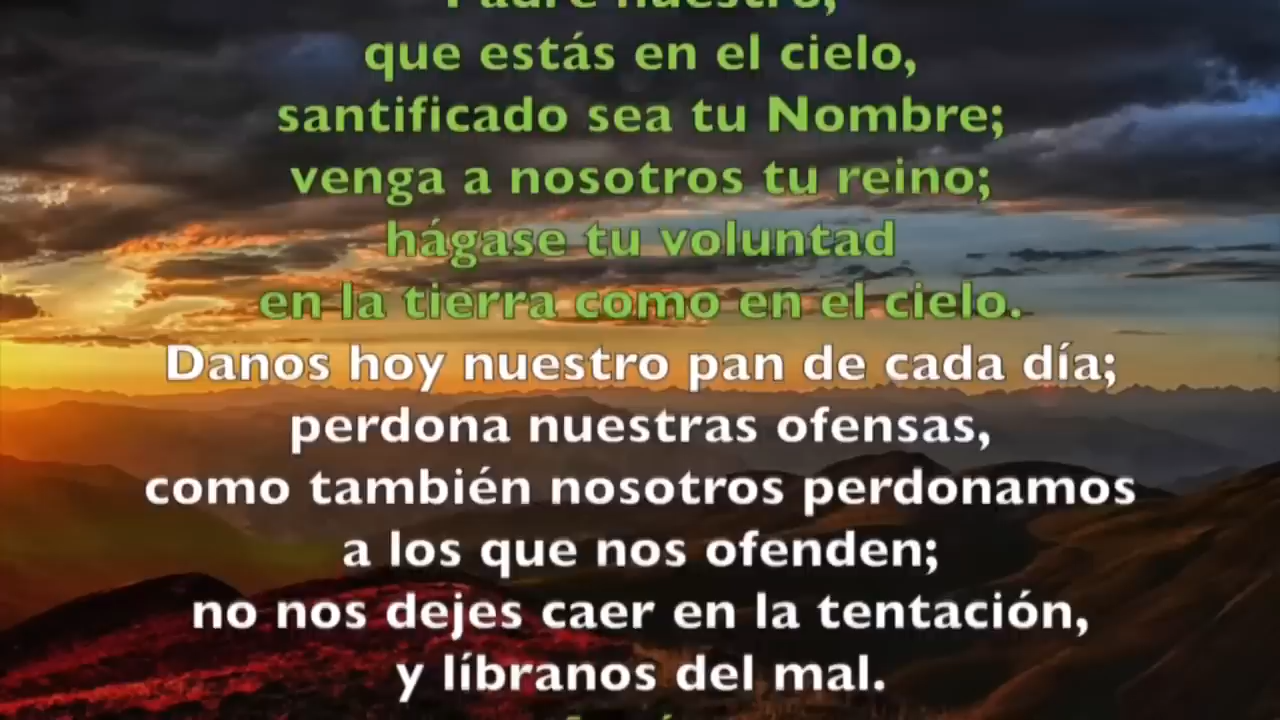 Padre nuestro,
que estás en el cielo,
santificado sea tu Nombre;
venga a nosotros tu reino;
hágase tu voluntad
en la tierra como en el cielo.
Danos hoy nuestro pan de cada día;
perdona nuestras ofensas,
como también nosotros perdonamos
a los que nos ofenden;
no nos dejes caer en la tentación,
y líbranos del mal.